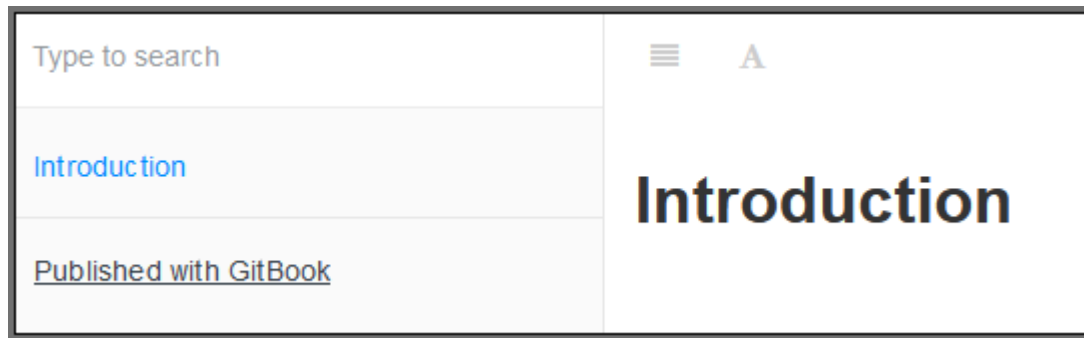 Type to search
Introduction
Published with GitBook
A
Introduction